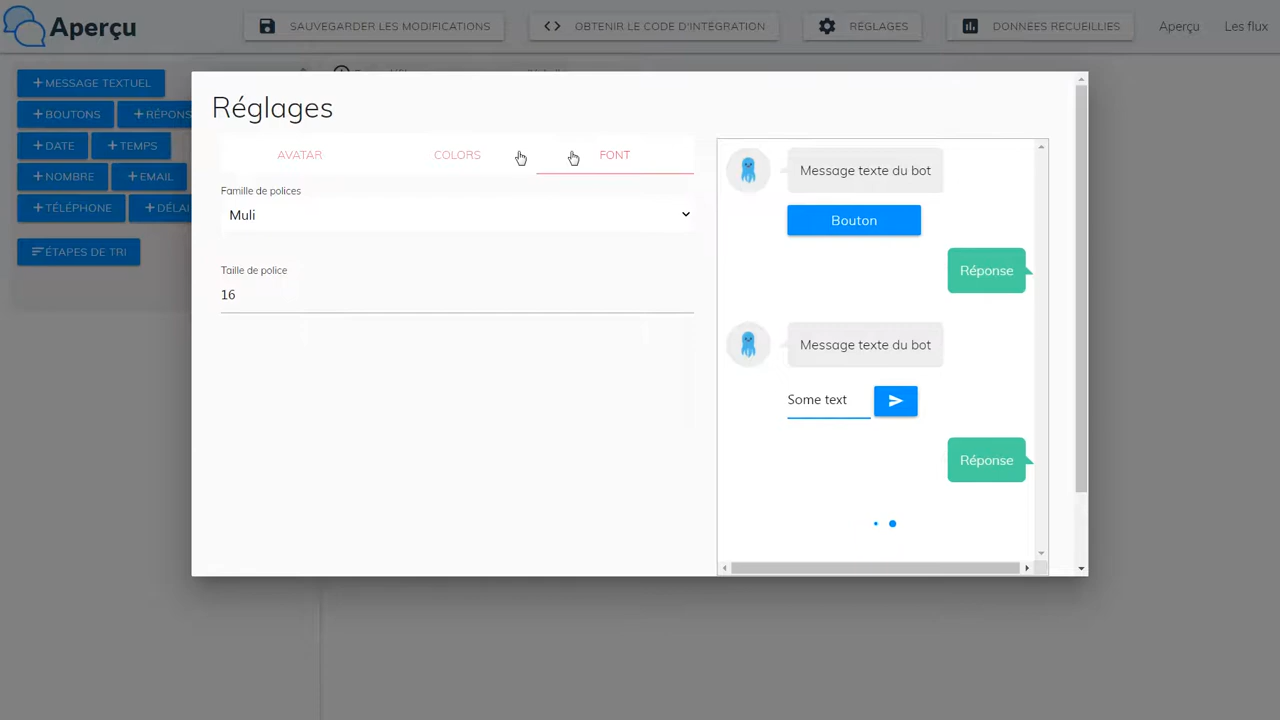 Aperçu
SAUVEGARDER LES MODIFICATIONS
OBTENIR LE CODE D'INTÉGRATION
RÉGLAGES
DONNÉES RECUEILLIES
Aperçu
Les flux
+ MESSAGE TEXTUEL
+ BOUTONS
+ RÉPONS
+ DATE
+ TEMPS
+ NOMBRE
+ EMAIL
+ TÉLÉPHONE
+ DÉLAI
ÉTAPES DE TRI
Réglages
AVATAR
COLORS
FONT
Famille de polices
Muli
Taille de police
16
Message texte du bot
Bouton
Réponse
Message texte du bot
Some text
Réponse